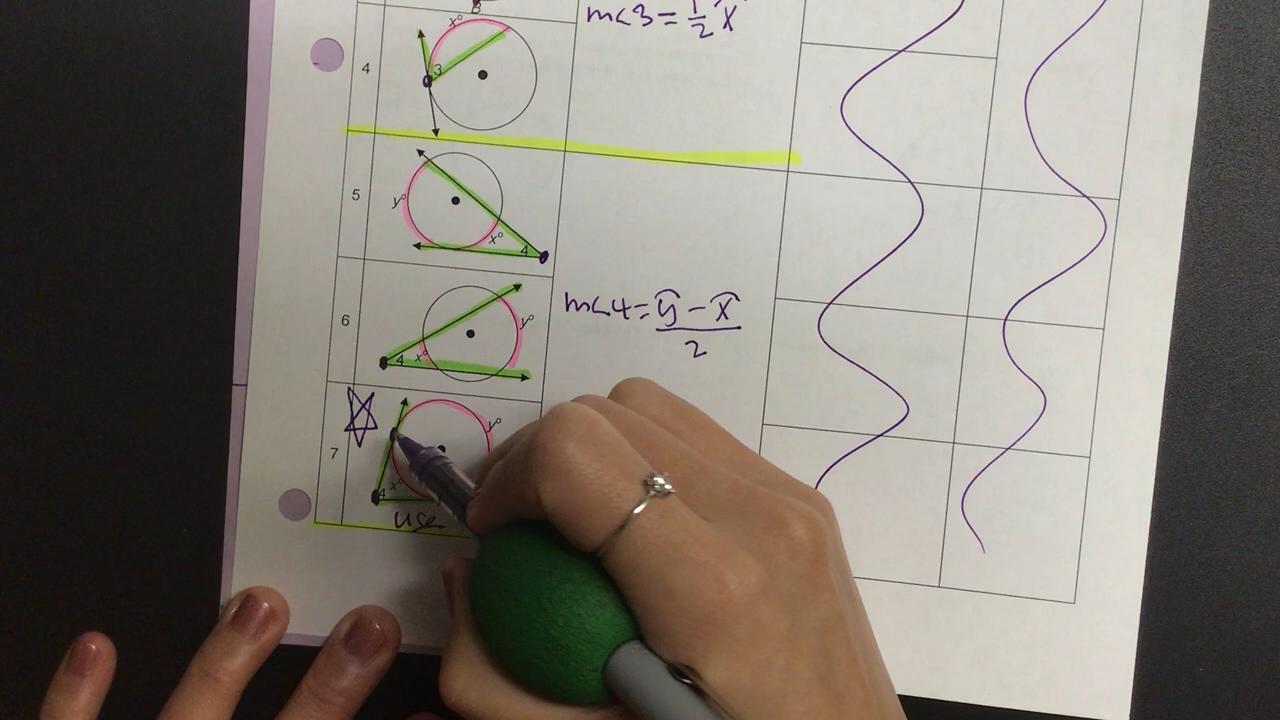 B
x°
m<3 = 1/2 x
4
3
5
y°
x°
4
m<4 = y - x / 2
6
y°
4
x°
7
y°
4
x°
use